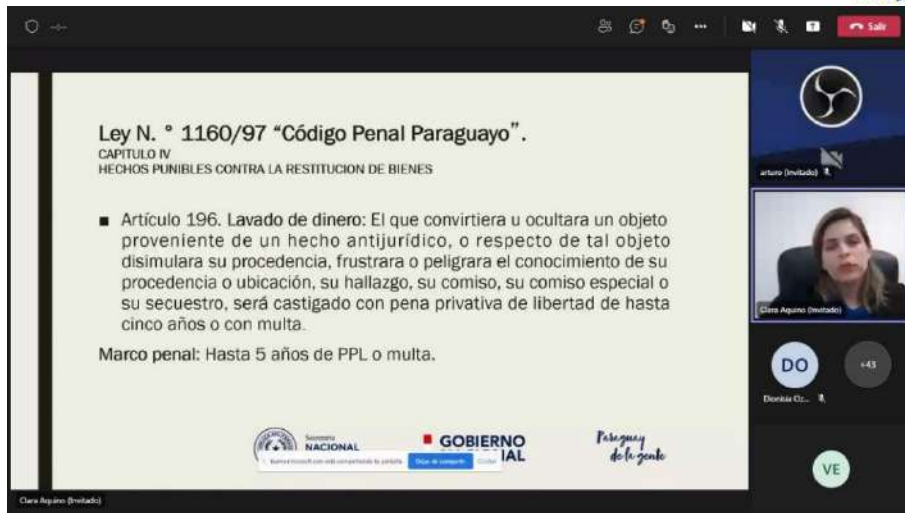 Salir
Ley N. ° 1160/97 “Código Penal Paraguayo”.
CAPITULO IV
HECHOS PUNIBLES CONTRA LA RESTITUCION DE BIENES
■ Artículo 196. Lavado de dinero: El que convirtiera u ocultara un objeto
proveniente de un hecho antijurídico, o respecto de tal objeto
disimulara su procedencia, frustrara o peligrara el conocimiento de su
procedencia o ubicación, su hallazgo, su comiso, su comiso especial o
su secuestro, será castigado con pena privativa de libertad de hasta
cinco años o con multa.
Marco penal: Hasta 5 años de PPL o multa.
NACIONAL
GOBIERNO
Paraguay
de la gente
Dejar de compartir
Clara Aquino (Invitado)
arturo (Invitado)
Clara Aquino (Invitado)
DO
+43
VE